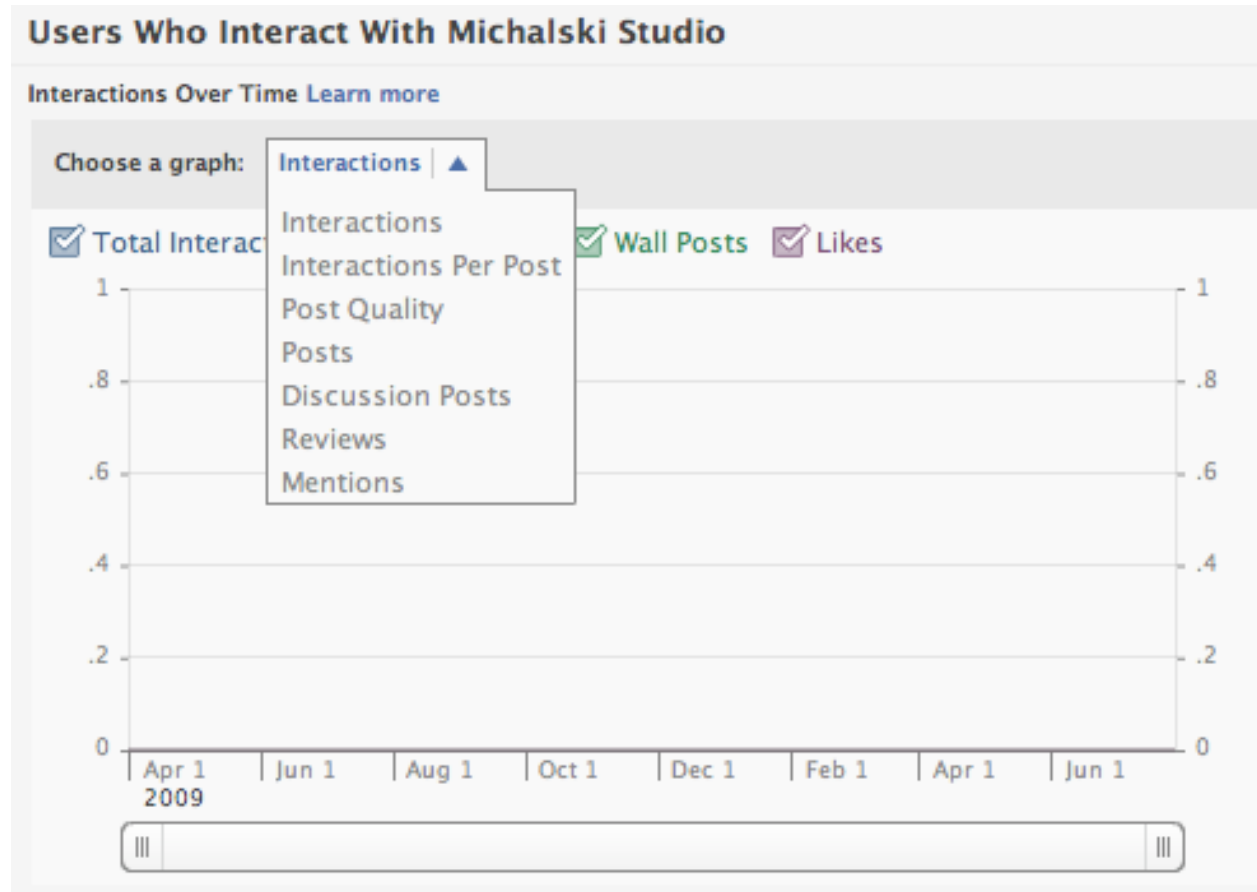 Users Who Interact With Michalski Studio
Interactions Over Time Learn more
Choose a graph: Interactions
Interactions
Interactions Per Post
Post Quality
Posts
Discussion Posts
Reviews
Mentions
Total Interac Wall Posts Likes
1 1
.8 .8
.6 .6
.4 .4
.2 .2
0 0
Apr 1 Jun 1 Aug 1 Oct 1 Dec 1 Feb 1 Apr 1 Jun 1
2009